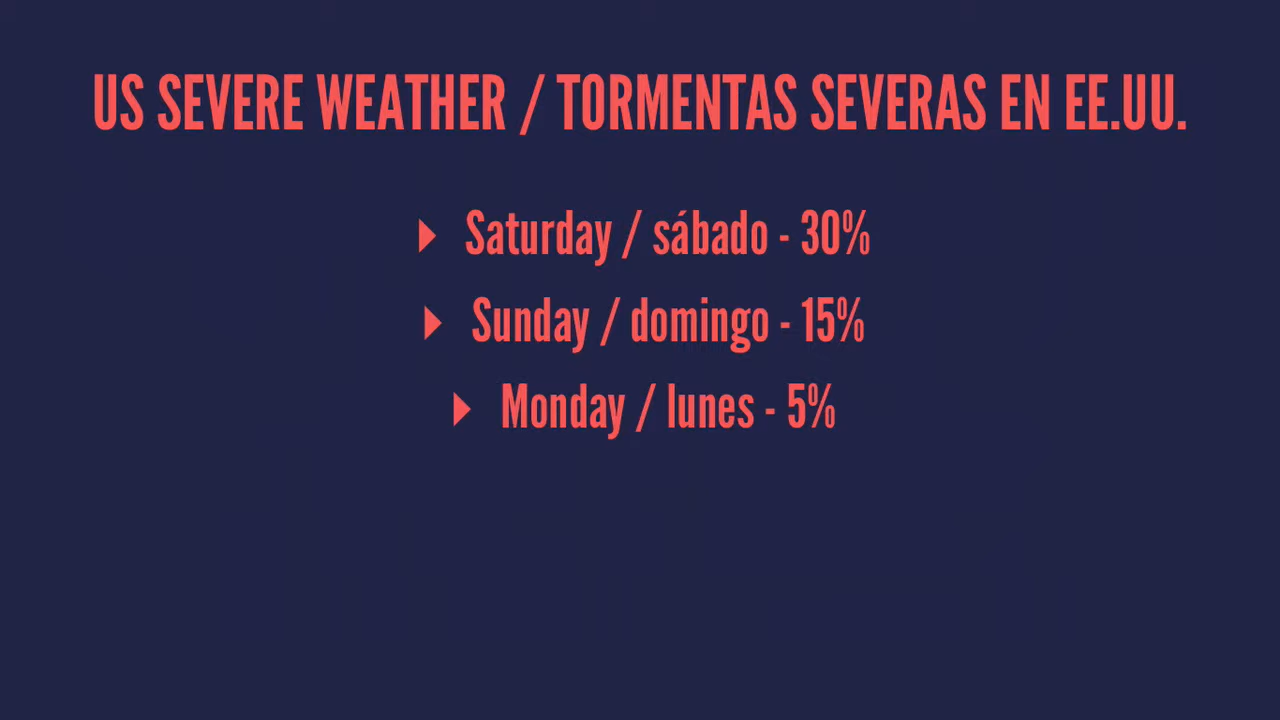 US SEVERE WEATHER / TORMENTAS SEVERAS EN EE.UU.
Saturday / sábado - 30%
Sunday / domingo - 15%
Monday / lunes - 5%